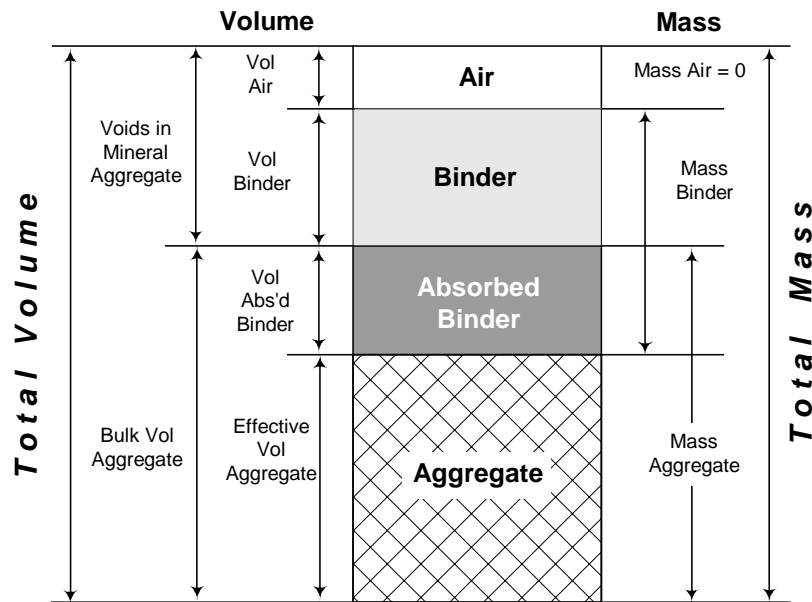 Volume
Mass
Total Volume
Voids in
Mineral
Aggregate
Bulk Vol
Aggregate
Vol
Air
Vol
Binder
Vol
Abs'd
Binder
Effective
Vol
Aggregate
Air
Binder
Absorbed
Binder
Aggregate
Mass Air = 0
Mass
Binder
Mass
Aggregate
Total Mass